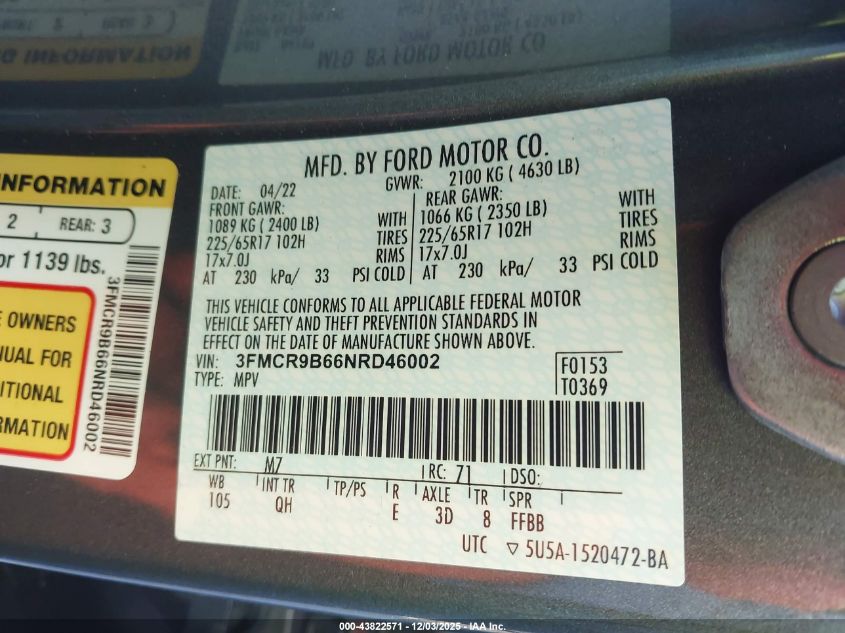 MFD. BY FORD MOTOR CO
NG INFORMATION
INFORMATION
2 REAR: 3
or 1139 lbs.
E OWNERS
NUAL FOR
ITIONAL
RMATION
3FMCR9B66NRD46002
MFD. BY FORD MOTOR CO.
DATE: 04/22 GVWR: 2100 KG ( 4630 LB)
FRONT GAWR: REAR GAWR:
1089 KG ( 2400 LB) WITH 1066 KG ( 2350 LB) WITH
225/65R17 102H TIRES 225/65R17 102H TIRES
17x7.0J RIMS 17x7.0J RIMS
AT 230 kPa/ 33 PSI COLD AT 230 kPa/ 33 PSI COLD
THIS VEHICLE CONFORMS TO ALL APPLICABLE FEDERAL MOTOR
VEHICLE SAFETY AND THEFT PREVENTION STANDARDS IN
EFFECT ON THE DATE OF MANUFACTURE SHOWN ABOVE.
VIN: 3FMCR9B66NRD46002 F0153
TYPE: MPV T0369
EXT PNT: M7 RC: 71 DSO:
WB INT TR TP/PS R AXLE TR SPR
105 QH E 3D 8 FFBB
UTC ▽ 5U5A-1520472-BA
000-43822571 - 12/03/2025 - IAA Inc.